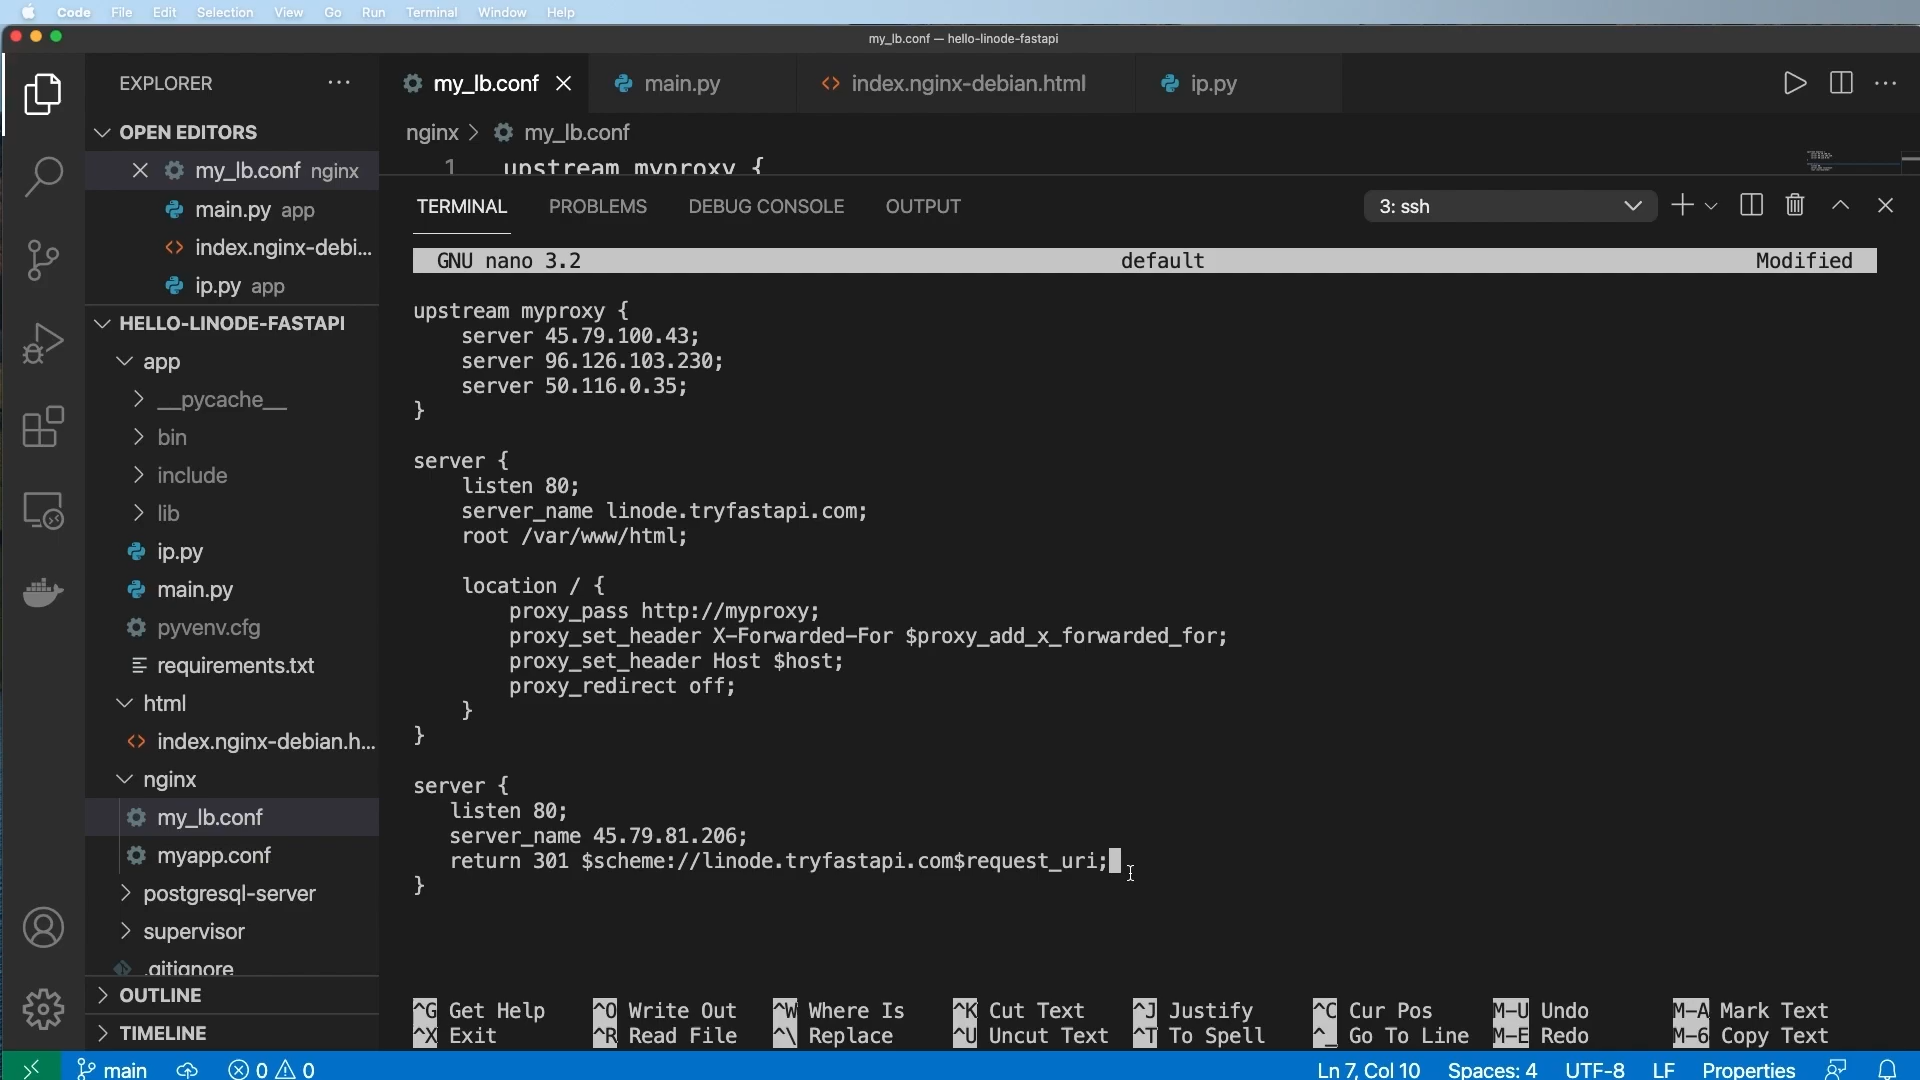 Code File Edit Selection View Go Run Terminal Window Help
my_lb.conf — hello-linode-fastapi
EXPLORER
my_lb.conf main.py index.nginx-debian.html ip.py
OPEN EDITORS
nginx my_lb.conf
my_lb.conf nginx
main.py app
index.nginx-debi...
ip.py app
1 upstream myproxy {
TERMINAL PROBLEMS DEBUG CONSOLE OUTPUT 3: ssh
HELLO-LINODE-FASTAPI
app
__pycache__
bin
include
lib
ip.py
main.py
pyvenv.cfg
requirements.txt
html
index.nginx-debian.h...
nginx
my_lb.conf
myapp.conf
postgresql-server
supervisor
.gitignore
OUTLINE
TIMELINE
GNU nano 3.2 default Modified
upstream myproxy {
server 45.79.100.43;
server 96.126.103.230;
server 50.116.0.35;
}
server {
listen 80;
server_name linode.tryfastapi.com;
root /var/www/html;
location / {
proxy_pass http://myproxy;
proxy_set_header X-Forwarded-For $proxy_add_x_forwarded_for;
proxy_set_header Host $host;
proxy_redirect off;
}
}
server {
listen 80;
server_name 45.79.81.206;
return 301 $scheme://linode.tryfastapi.com$request_uri;
}
^G Get Help ^O Write Out ^W Where Is ^K Cut Text ^J Justify ^C Cur Pos M-U Undo M-A Mark Text
^X Exit ^R Read File ^\ Replace ^U Uncut Text ^T To Spell ^_ Go To Line M-E Redo M-6 Copy Text
main 0 0 Ln 7, Col 10 Spaces: 4 UTF-8 LF Properties